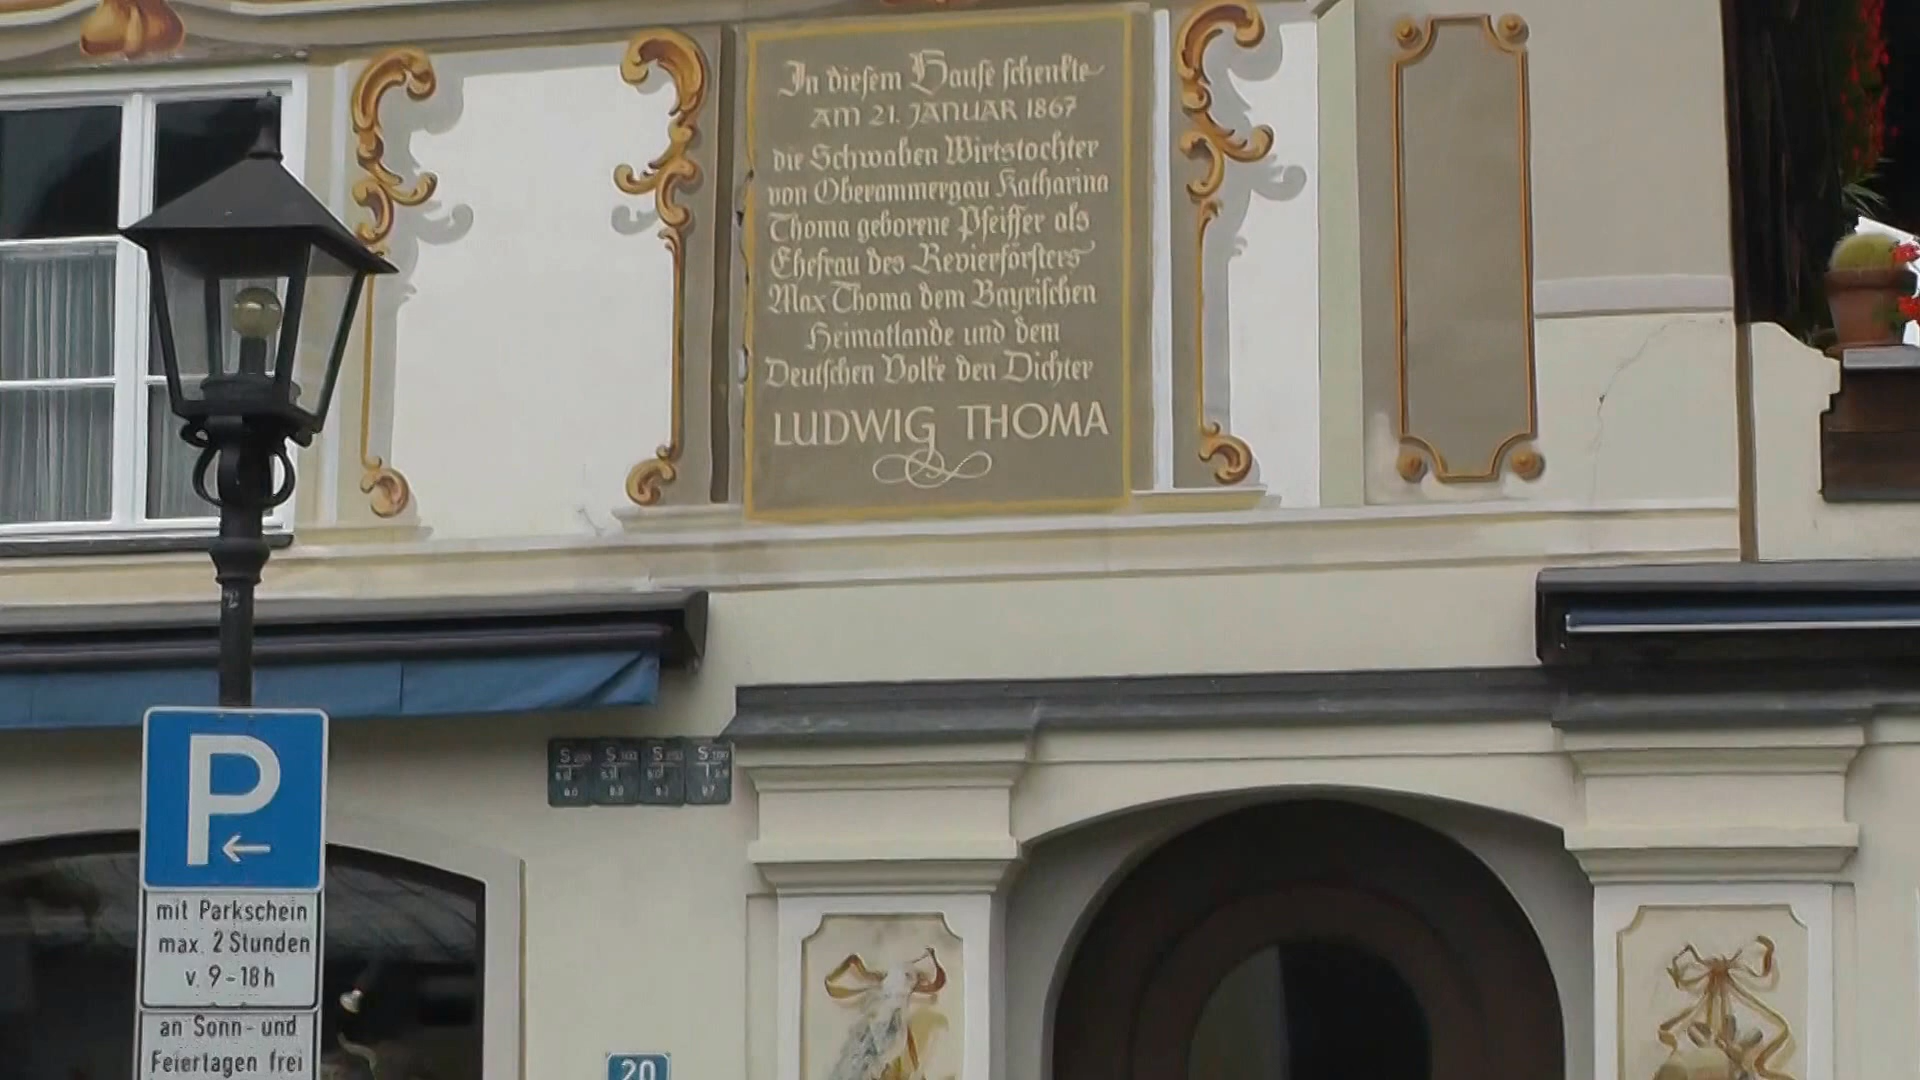 In diesem Hause schenkte
AM 21. JANUAR 1867
die Schwaben Wirtstochter
von Oberammergau Katharina
Thoma geborene Pfeiffer als
Ehefrau des Revierförsters
Max Thoma dem Bayrischen
Heimatlande und dem
Deutschen Volke den Dichter
LUDWIG THOMA
P
mit Parkschein
max. 2 Stunden
v. 9-18h
an Sonn- und
Feiertagen frei
S S S S
20